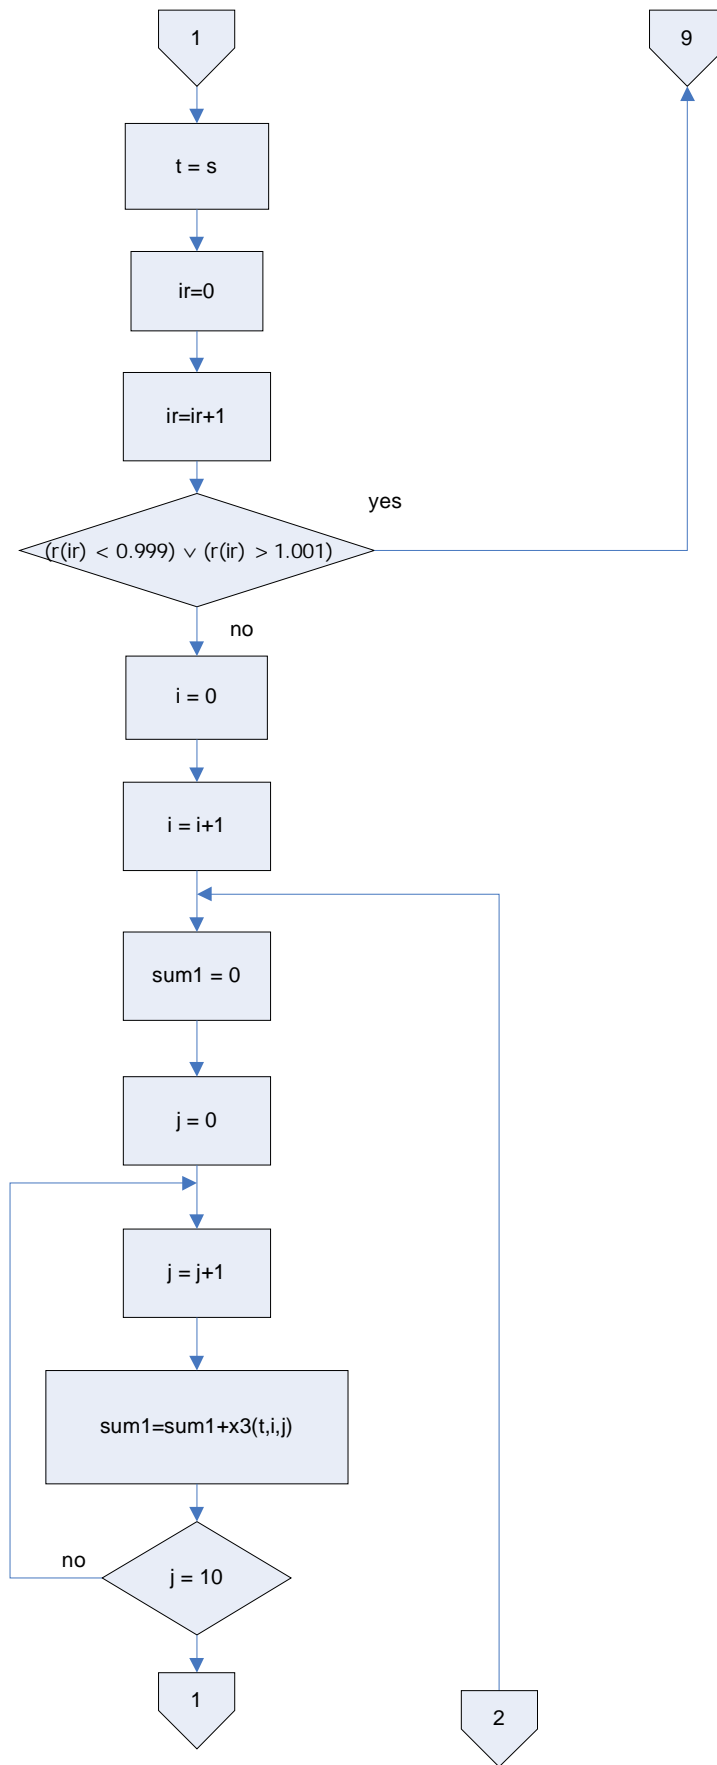 1
9
t = s
ir=0
ir=ir+1
yes
(r(ir) < 0.999) ∨ (r(ir) > 1.001)
no
i = 0
i = i+1
sum1 = 0
j = 0
j = j+1
sum1=sum1+x3(t,i,j)
no
j = 10
1
2